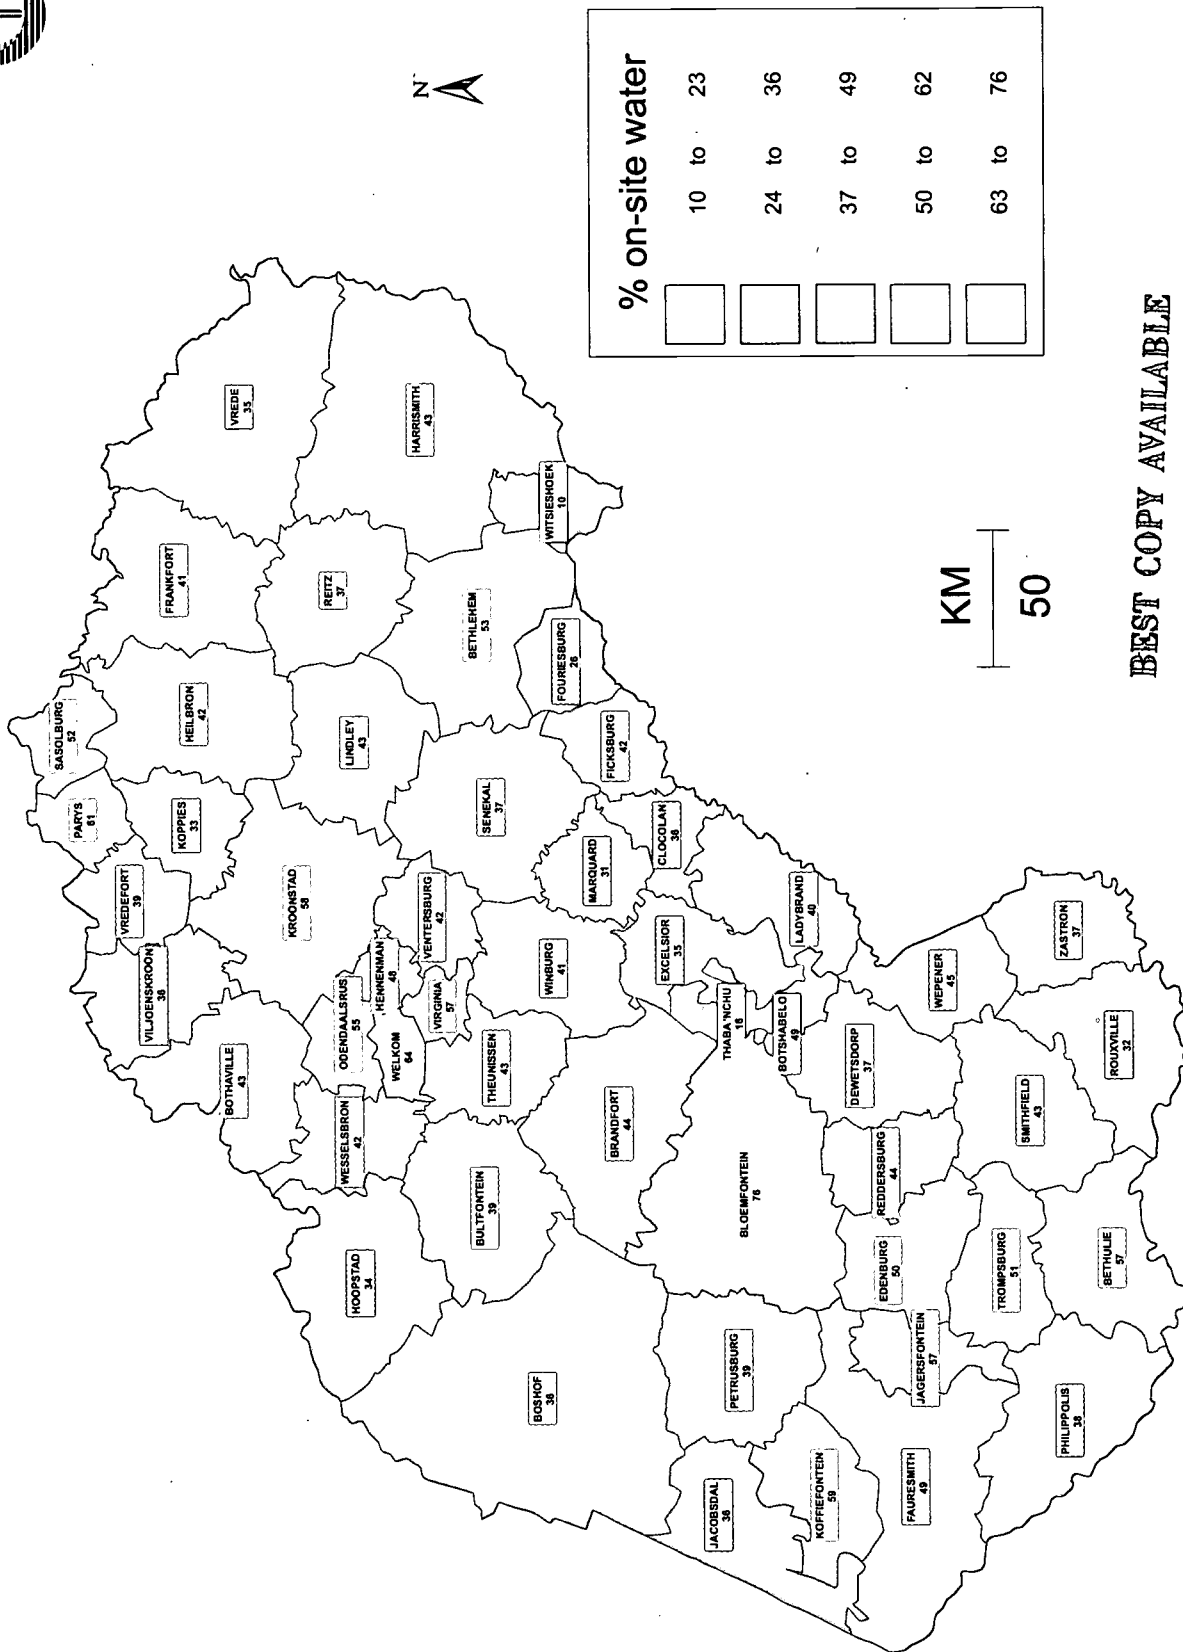 N
% on-site water
10 to 23
24 to 36
37 to 49
50 to 62
63 to 76
SASOLBURG
52
PARYS
61
VREDEFORT
39
VILJOENSKROON
36
KOPPIES
33
HEILBRON
42
FRANKFORT
41
VREDE
35
BOTHAVILLE
43
KROONSTAD
58
LINDLEY
43
REITZ
37
HARRISMITH
43
HOOPSTAD
34
WESSELSBRON
42
ODENDAALSRUS
55
HENNENMAN
48
WELKOM
64
VIRGINIA
57
VENTERSBURG
42
SENEKAL
37
BETHLEHEM
53
WITSIESHOEK
10
BULTFONTEIN
39
THEUNISSEN
43
WINBURG
41
MARQUARD
31
FICKSBURG
42
FOURIESBURG
26
BOSHOF
36
BRANDFORT
44
EXCELSIOR
35
CLOCOLAN
36
JACOBSDAL
36
PETRUSBURG
39
BLOEMFONTEIN
76
THABA'NCHU
16
BOTSHABELO
49
LADYBRAND
40
KOFFIEFONTEIN
59
FAURESMITH
49
JAGERSFONTEIN
57
EDENBURG
50
REDDERSBURG
44
DEWETSDORP
37
WEPENER
45
TROMPSBURG
51
SMITHFIELD
43
ZASTRON
37
PHILIPPOLIS
38
BETHULIE
57
ROUXVILLE
32
KM
50
BEST COPY AVAILABLE